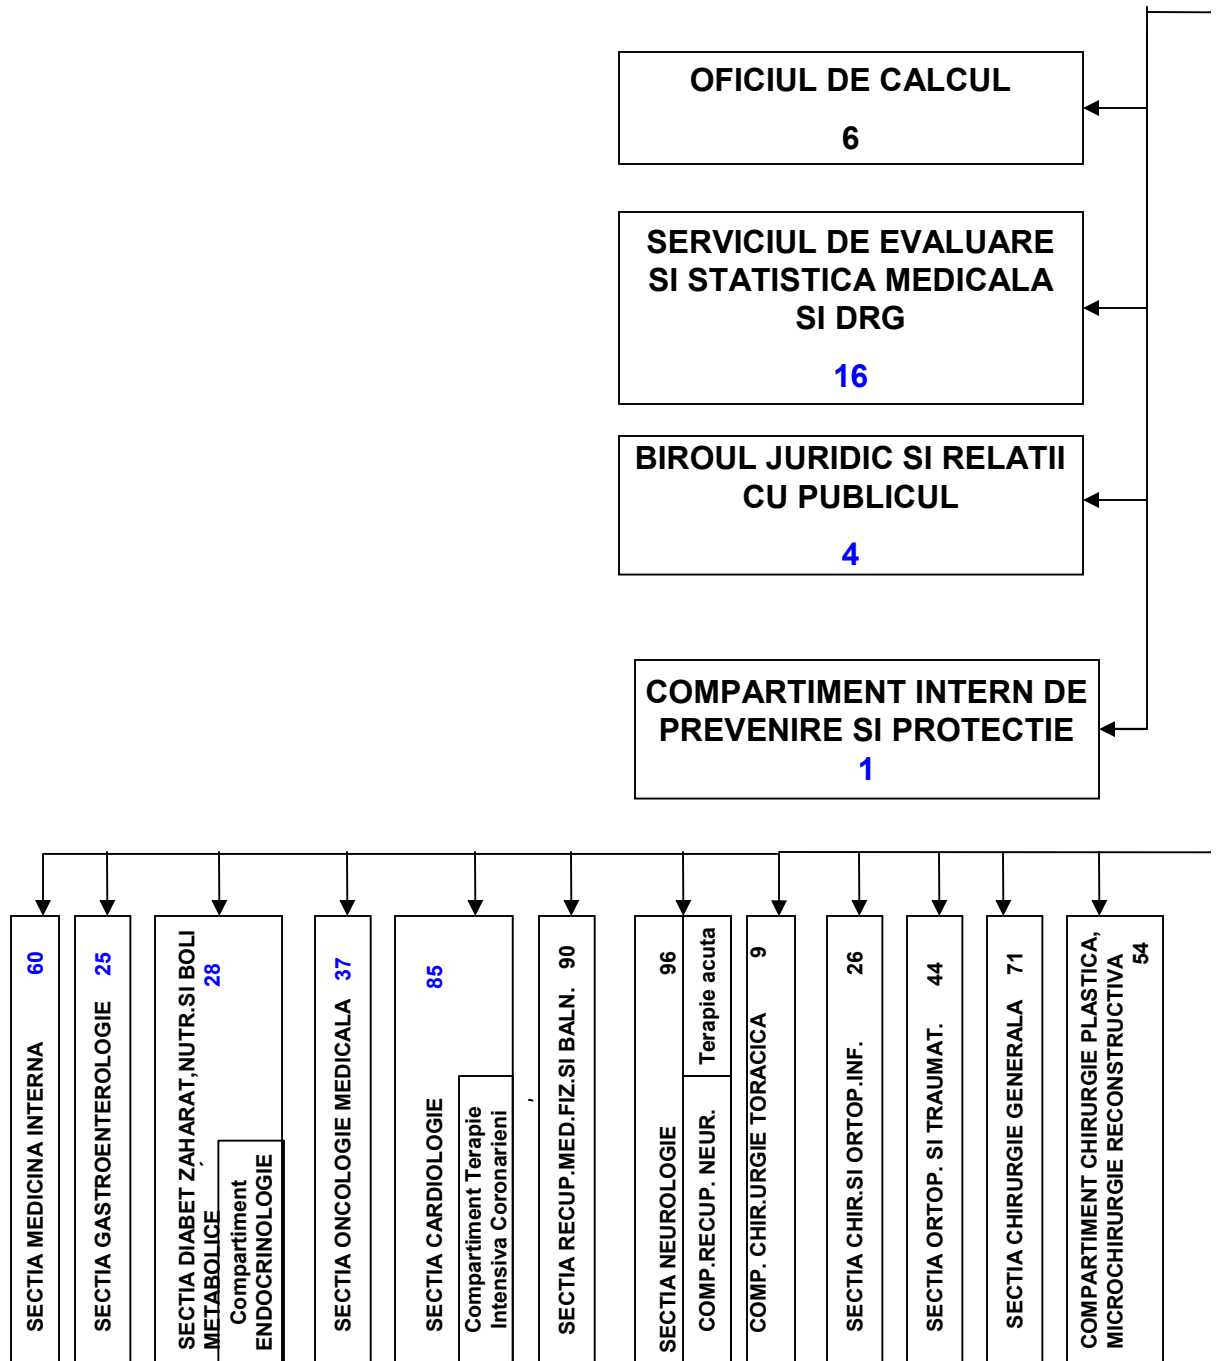 OFICIUL DE CALCUL
6
SERVICIUL DE EVALUARE
SI STATISTICA MEDICALA
SI DRG
16
BIROUL JURIDIC SI RELATII
CU PUBLICUL
4
COMPARTIMENT INTERN DE
PREVENIRE SI PROTECTIE
1
SECTIA MEDICINA INTERNA 60
SECTIA GASTROENTEROLOGIE 25
SECTIA DIABET ZAHARAT,NUTR.SI BOLI
METABOLICE 28
Compartiment
ENDOCRINOLOGIE
SECTIA ONCOLOGIE MEDICALA 37
SECTIA CARDIOLOGIE 85
Compartiment Terapie
Intensiva Coronarieni
SECTIA RECUP.MED.FIZ.SI BALN. 90
SECTIA NEUROLOGIE 96
COMP.RECUP. NEUR.
Terapie acuta
COMP. CHIR.URGIE TORACICA 9
SECTIA CHIR.SI ORTOP.INF. 26
SECTIA ORTOP. SI TRAUMAT. 44
SECTIA CHIRURGIE GENERALA 71
COMPARTIMENT CHIRURGIE PLASTICA,
MICROCHIRURGIE RECONSTRUCTIVA
54